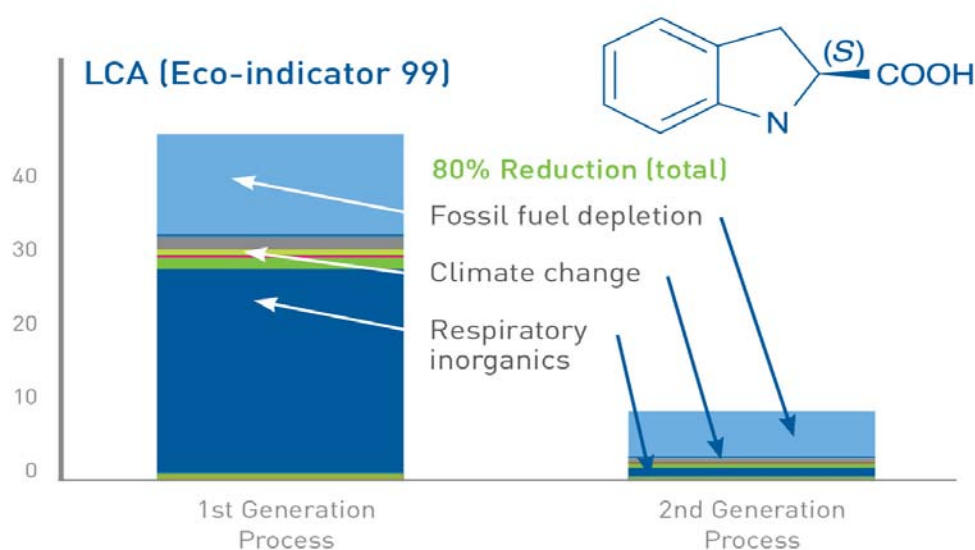 LCA (Eco-indicator 99)
(S)
COOH
N
80% Reduction (total)
Fossil fuel depletion
Climate change
Respiratory
inorganics
40
30
20
10
0
1st Generation
Process
2nd Generation
Process